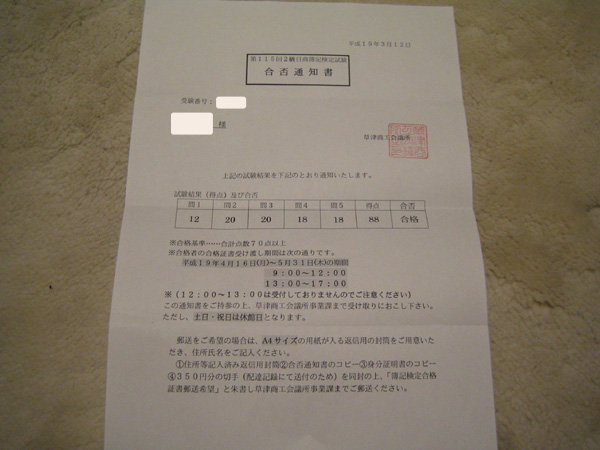 平成19年3月12日
第115回2級日商簿記検定試験
合否通知書
受験番号：
様
草津商工会議所
上記の試験結果を下記のとおり通知いたします。
試験結果（得点）及び合否
問1 問2 問3 問4 問5 得点 合否
12 20 20 18 18 88 合格
※合格基準……合計点数70点以上
※合格者の合格証書受け渡し期間は次の通りです。
平成19年4月16日(月)～5月31日(木)の期間
9：00～12：00
13：00～17：00
※（12：00～13：00は受付しておりませんのでご注意ください）
この通知書をご持参の上、草津商工会議所事業課まで受け取りにおこし下さい。
ただし、土日・祝日は休館日となります。
郵送をご希望の場合は、A4サイズの用紙が入る返信用の封筒をご用意いた
だき、住所氏名をご記入ください。
①住所等記入済み返信用封筒②合否通知書のコピー③身分証明書のコピー
④350円分の切手（配達記録にて送付のため）を同封の上、「簿記検定合格
証書郵送希望」と朱書し草津商工会議所事業課までご郵送ください。